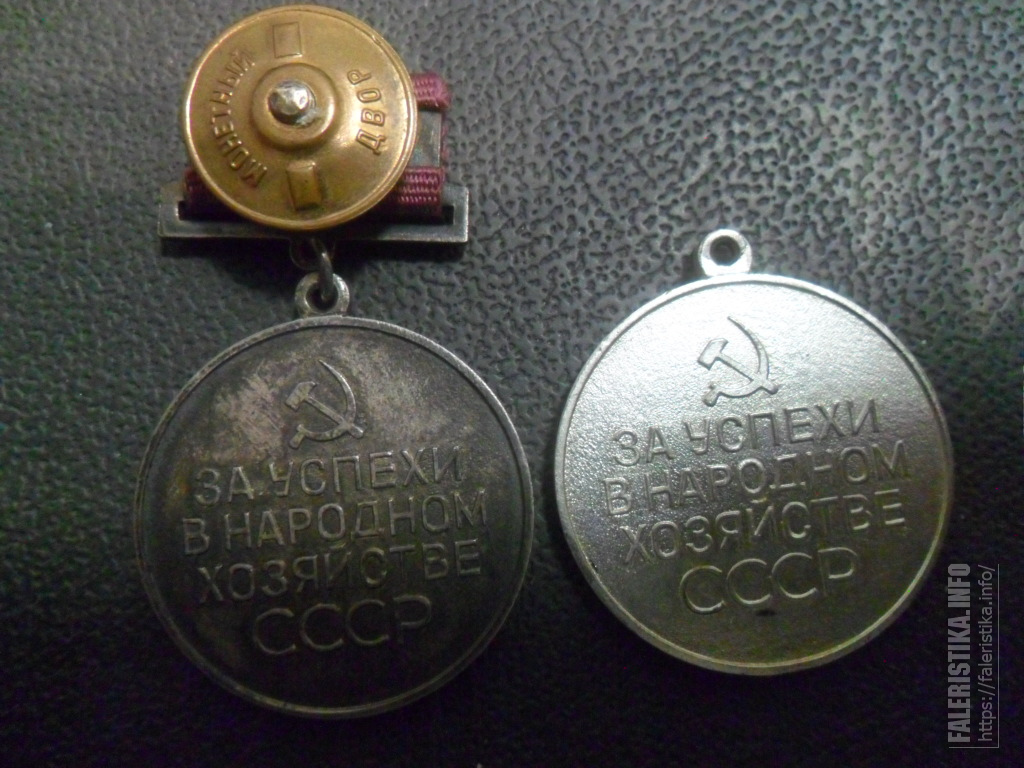 МОНЕТНЫЙ
ДВОР
ЗА УСПЕХИ
В НАРОДНОМ
ХОЗЯЙСТВЕ
СССР
ЗА УСПЕХИ
В НАРОДНОМ
ХОЗЯЙСТВЕ
СССР
FALERISTIKA.INFO
https://faleristika.info/